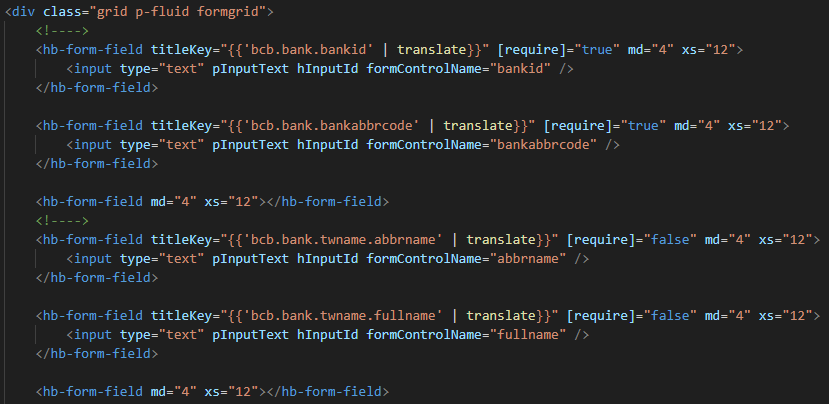 <div class="grid p-fluid formgrid">
<!---->
<hb-form-field titleKey="{{'bcb.bank.bankid' | translate}}" [require]="true" md="4" xs="12">
<input type="text" pInputText hInputId formControlName="bankid" />
</hb-form-field>
<hb-form-field titleKey="{{'bcb.bank.bankabbrcode' | translate}}" [require]="true" md="4" xs="12">
<input type="text" pInputText hInputId formControlName="bankabbrcode" />
</hb-form-field>
<hb-form-field md="4" xs="12"></hb-form-field>
<!---->
<hb-form-field titleKey="{{'bcb.bank.twname.abbrname' | translate}}" [require]="false" md="4" xs="12">
<input type="text" pInputText hInputId formControlName="abbrname" />
</hb-form-field>
<hb-form-field titleKey="{{'bcb.bank.twname.fullname' | translate}}" [require]="false" md="4" xs="12">
<input type="text" pInputText hInputId formControlName="fullname" />
</hb-form-field>
<hb-form-field md="4" xs="12"></hb-form-field>